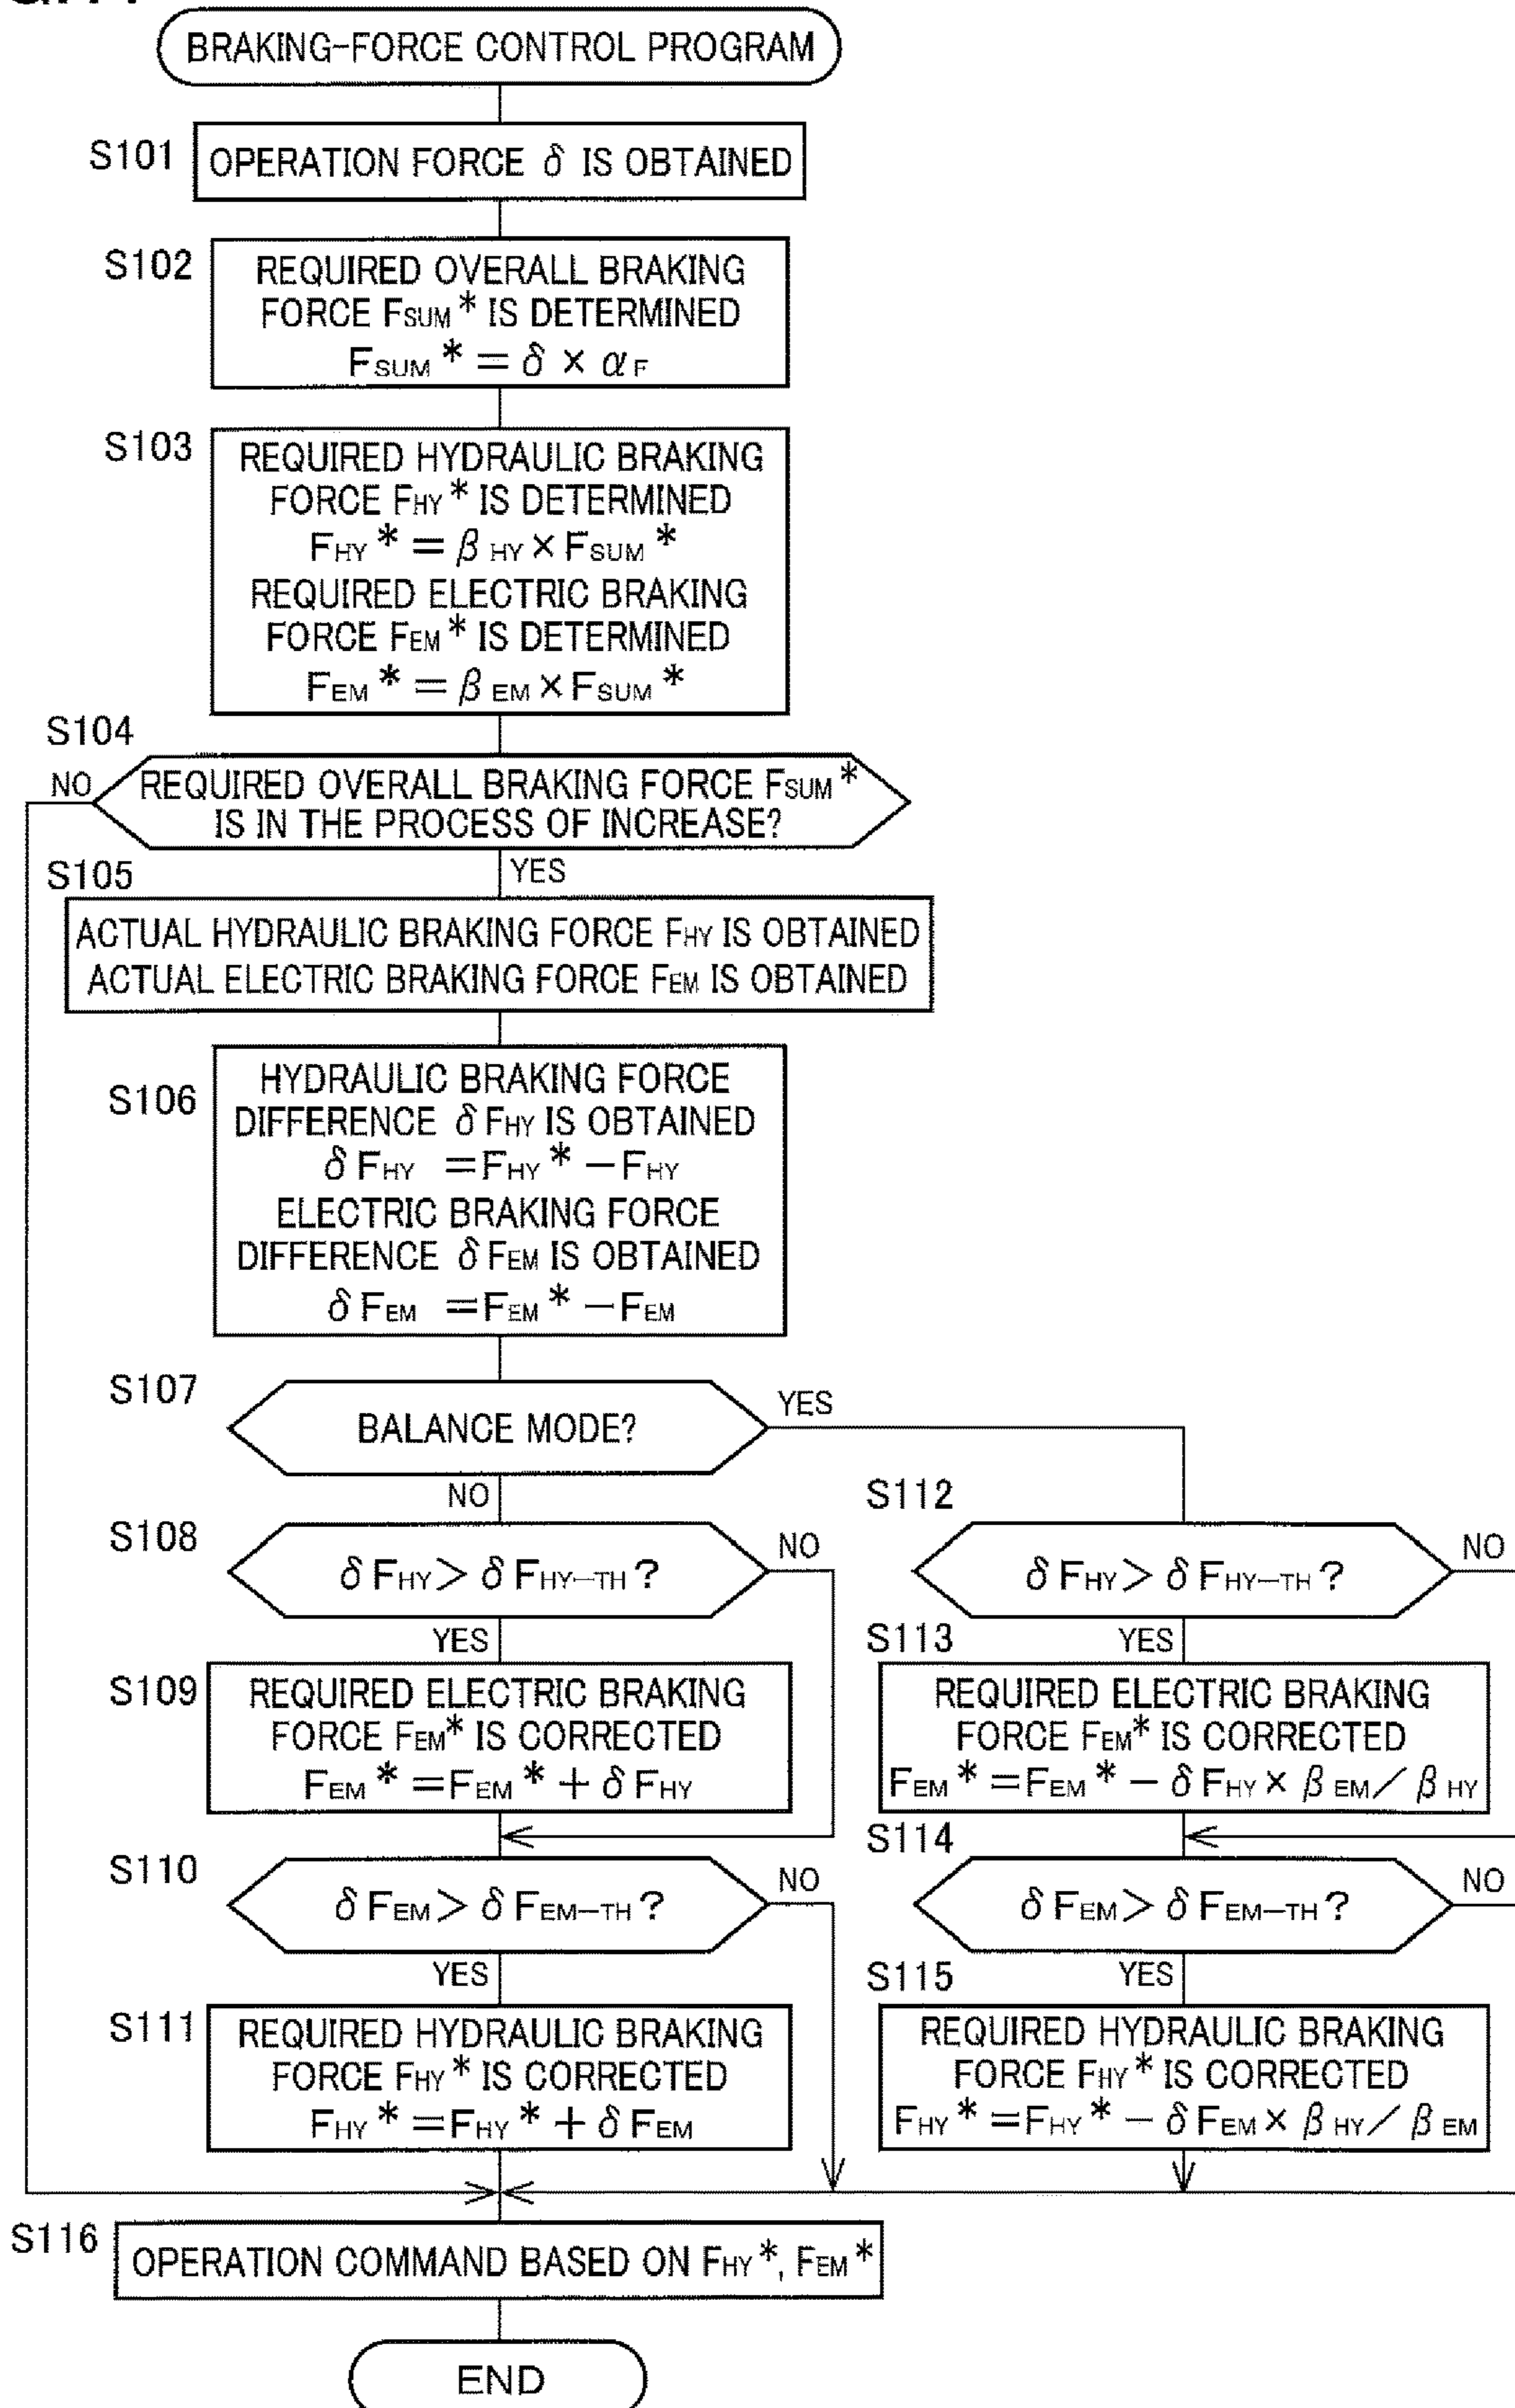 BRAKING-FORCE CONTROL PROGRAM
S101
OPERATION FORCE δ IS OBTAINED
S102
REQUIRED OVERALL BRAKING
FORCE FSUM* IS DETERMINED
FSUM* = δ × αF
S103
REQUIRED HYDRAULIC BRAKING
FORCE FHY* IS DETERMINED
FHY* = βHY × FSUM*
REQUIRED ELECTRIC BRAKING
FORCE FEM* IS DETERMINED
FEM* = βEM × FSUM*
S104
NO
REQUIRED OVERALL BRAKING FORCE FSUM*
IS IN THE PROCESS OF INCREASE?
YES
S105
ACTUAL HYDRAULIC BRAKING FORCE FHY IS OBTAINED
ACTUAL ELECTRIC BRAKING FORCE FEM IS OBTAINED
S106
HYDRAULIC BRAKING FORCE
DIFFERENCE δFHY IS OBTAINED
δFHY = FHY* − FHY
ELECTRIC BRAKING FORCE
DIFFERENCE δFEM IS OBTAINED
δFEM = FEM* − FEM
S107
BALANCE MODE?
YES
NO
S108
δFHY > δFHY−TH ?
NO
YES
S109
REQUIRED ELECTRIC BRAKING
FORCE FEM* IS CORRECTED
FEM* = FEM* + δFHY
S110
δFEM > δFEM−TH ?
NO
YES
S111
REQUIRED HYDRAULIC BRAKING
FORCE FHY* IS CORRECTED
FHY* = FHY* + δFEM
S112
δFHY > δFHY−TH ?
NO
YES
S113
REQUIRED ELECTRIC BRAKING
FORCE FEM* IS CORRECTED
FEM* = FEM* − δFHY × βEM / βHY
S114
δFEM > δFEM−TH ?
NO
YES
S115
REQUIRED HYDRAULIC BRAKING
FORCE FHY* IS CORRECTED
FHY* = FHY* − δFEM × βHY / βEM
S116
OPERATION COMMAND BASED ON FHY*, FEM*
END